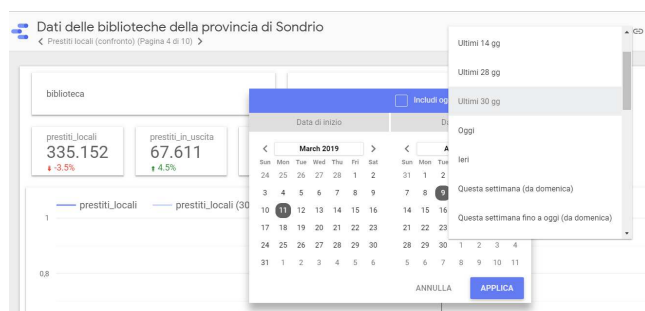 Dati delle biblioteche della provincia di Sondrio
Prestiti locali (confronto) (Pagina 4 di 10)
biblioteca
prestiti_locali
335.152
-3.5%
prestiti_in_uscita
67.611
4.5%
prestiti_locali prestiti_locali (30
1
0,8
Includi og
Data di inizio
Da
March 2019
Sun Mon Tue Wed Thu Fri Sat
24 25 26 27 28 1 2
3 4 5 6 7 8 9
10 11 12 13 14 15 16
17 18 19 20 21 22 23
24 25 26 27 28 29 30
31 1 2 3 4 5 6
A
Sun Mon Tue
31 1 2
7 8 9
14 15 16
21 22 23
28 29 30 1 2 3 4
5 6 7 8 9 10 11
ANNULLA APPLICA
Ultimi 14 gg
Ultimi 28 gg
Ultimi 30 gg
Oggi
Ieri
Questa settimana (da domenica)
Questa settimana fino a oggi (da domenica)